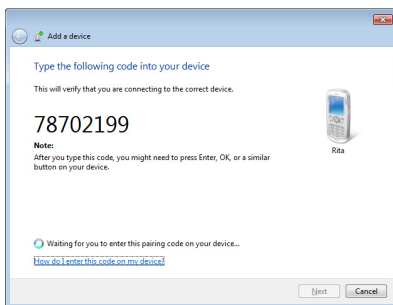 Add a device
Type the following code into your device
This will verify that you are connecting to the correct device.
78702199
Note:
After you type this code, you might need to press Enter, OK, or a similar
button on your device.
Rita
Waiting for you to enter this pairing code on your device...
How do I enter this code on my device?
Next
Cancel